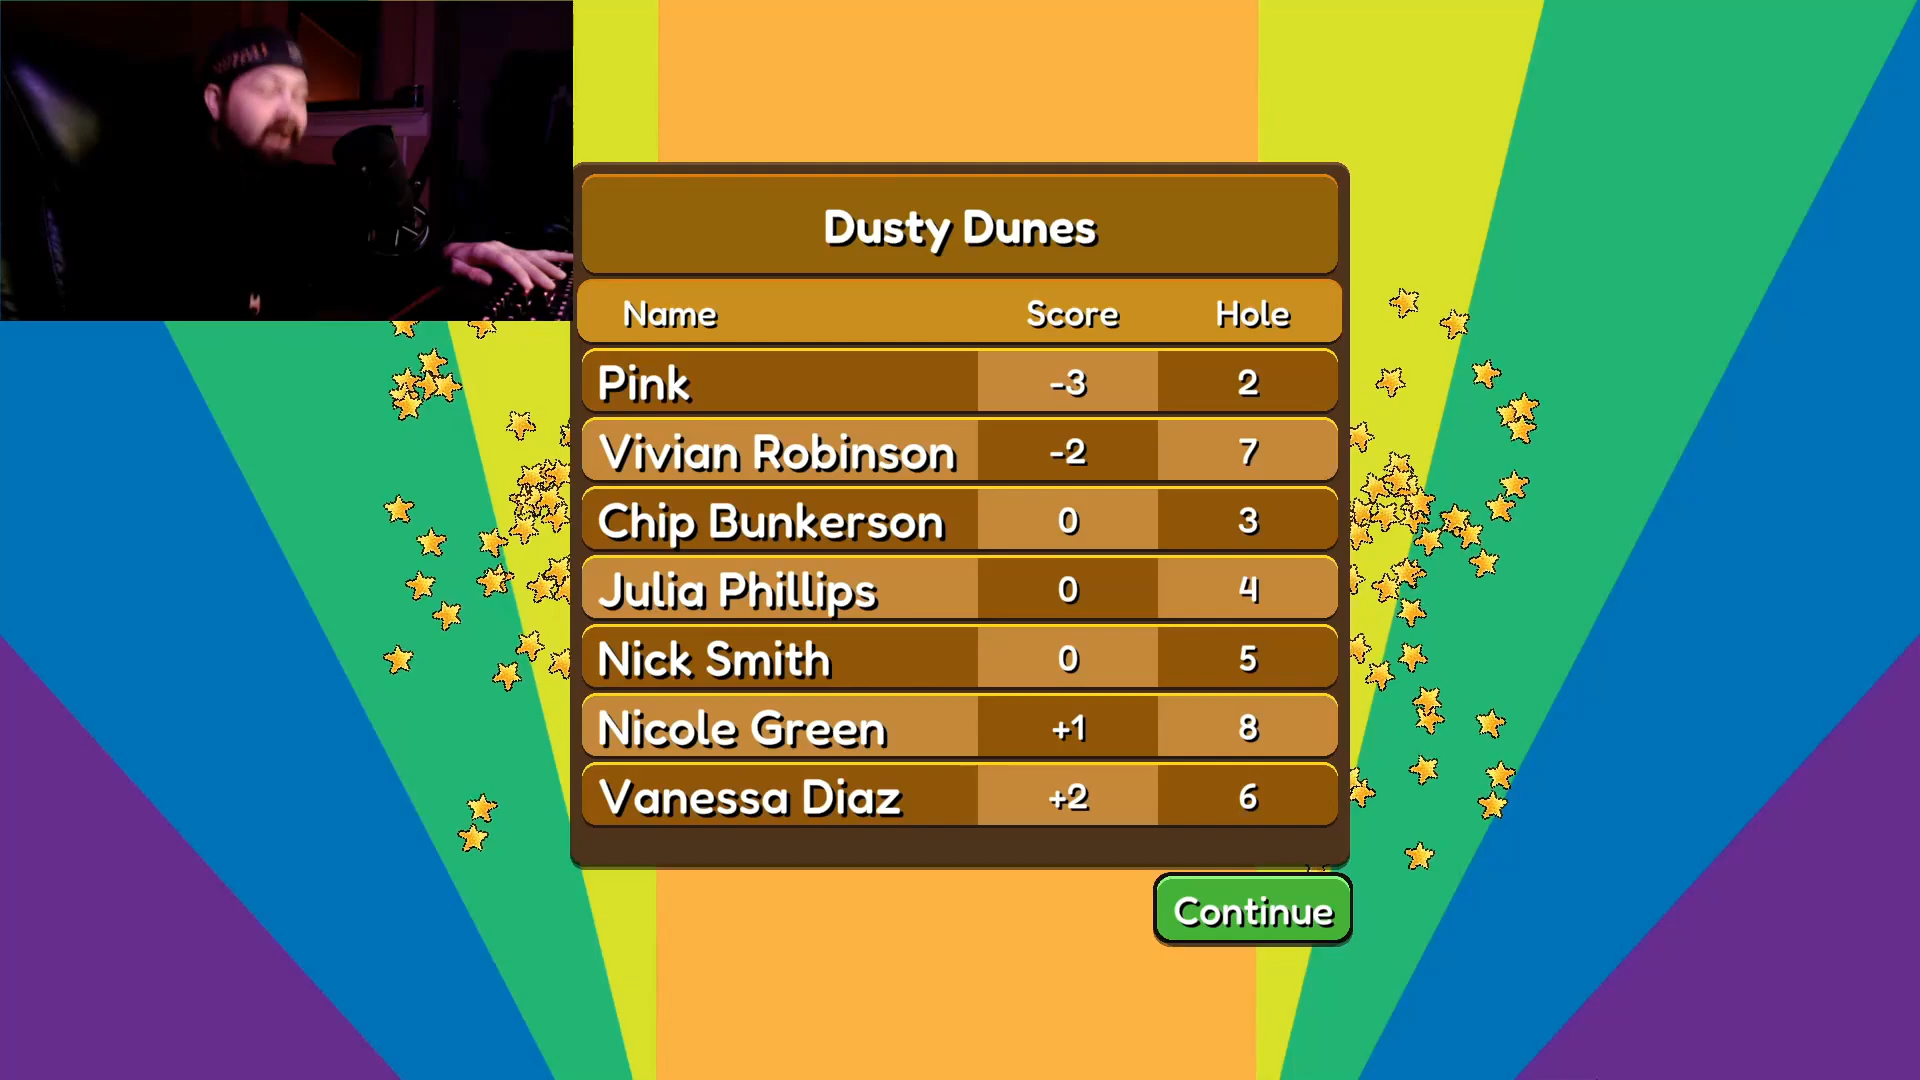 Dusty Dunes
Name Score Hole
Pink -3 2
Vivian Robinson -2 7
Chip Bunkerson 0 3
Julia Phillips 0 4
Nick Smith 0 5
Nicole Green +1 8
Vanessa Diaz +2 6
Continue